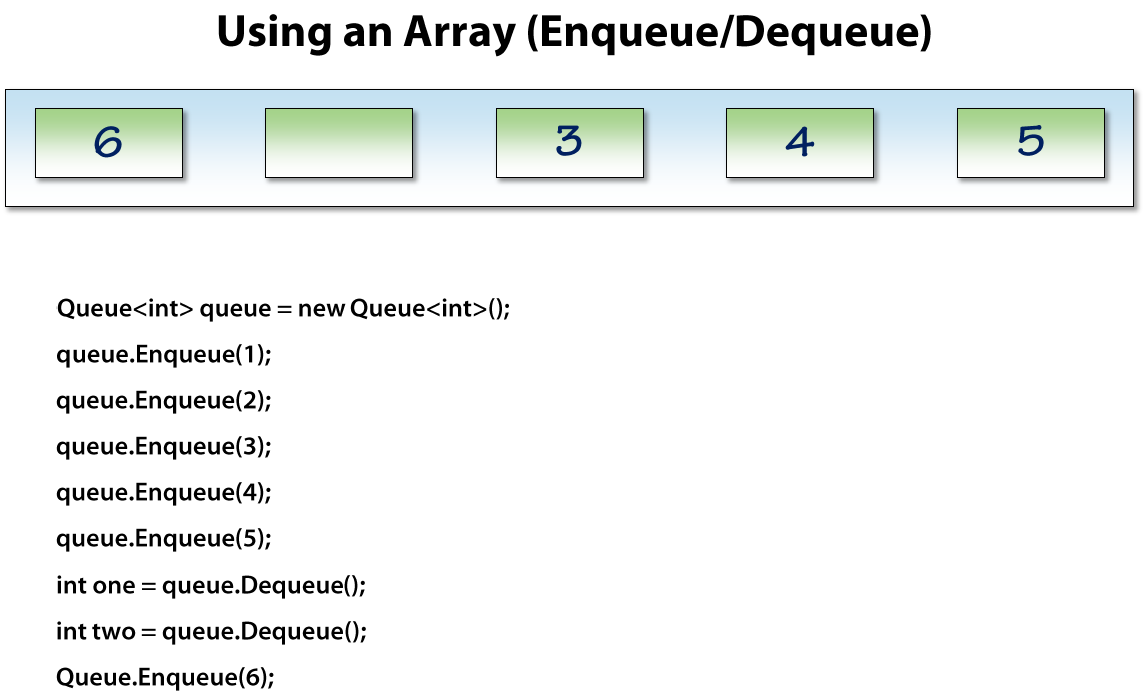 Using an Array (Enqueue/Dequeue)
6 3 4 5
Queue<int> queue = new Queue<int>();
queue.Enqueue(1);
queue.Enqueue(2);
queue.Enqueue(3);
queue.Enqueue(4);
queue.Enqueue(5);
int one = queue.Dequeue();
int two = queue.Dequeue();
Queue.Enqueue(6);